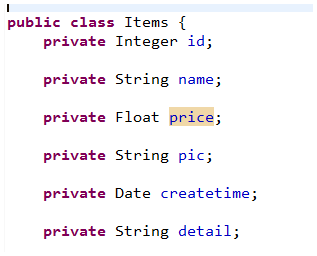 public class Items {
private Integer id;
private String name;
private Float price;
private String pic;
private Date createtime;
private String detail;